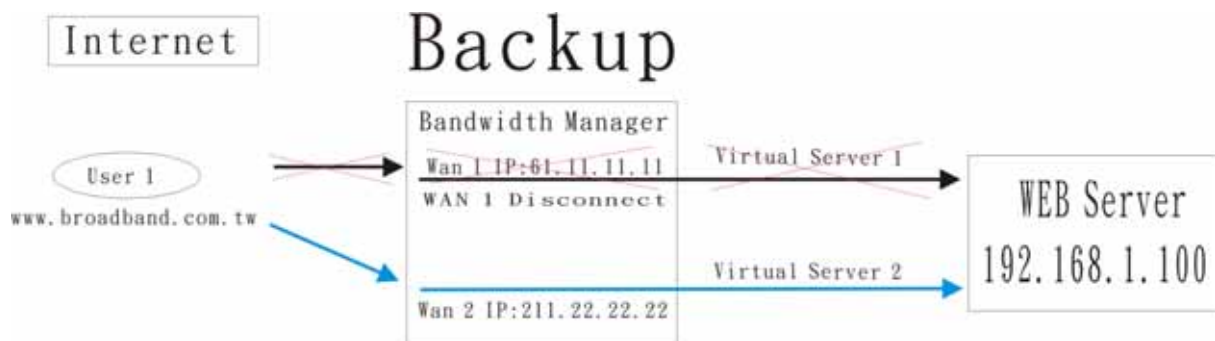 Internet
Backup
Bandwidth Manager
Wan 1 IP:61.11.11.11
WAN 1 Disconnect
Virtual Server 1
User 1
www.broadband.com.tw
WEB Server
192.168.1.100
Virtual Server 2
Wan 2 IP:211.22.22.22